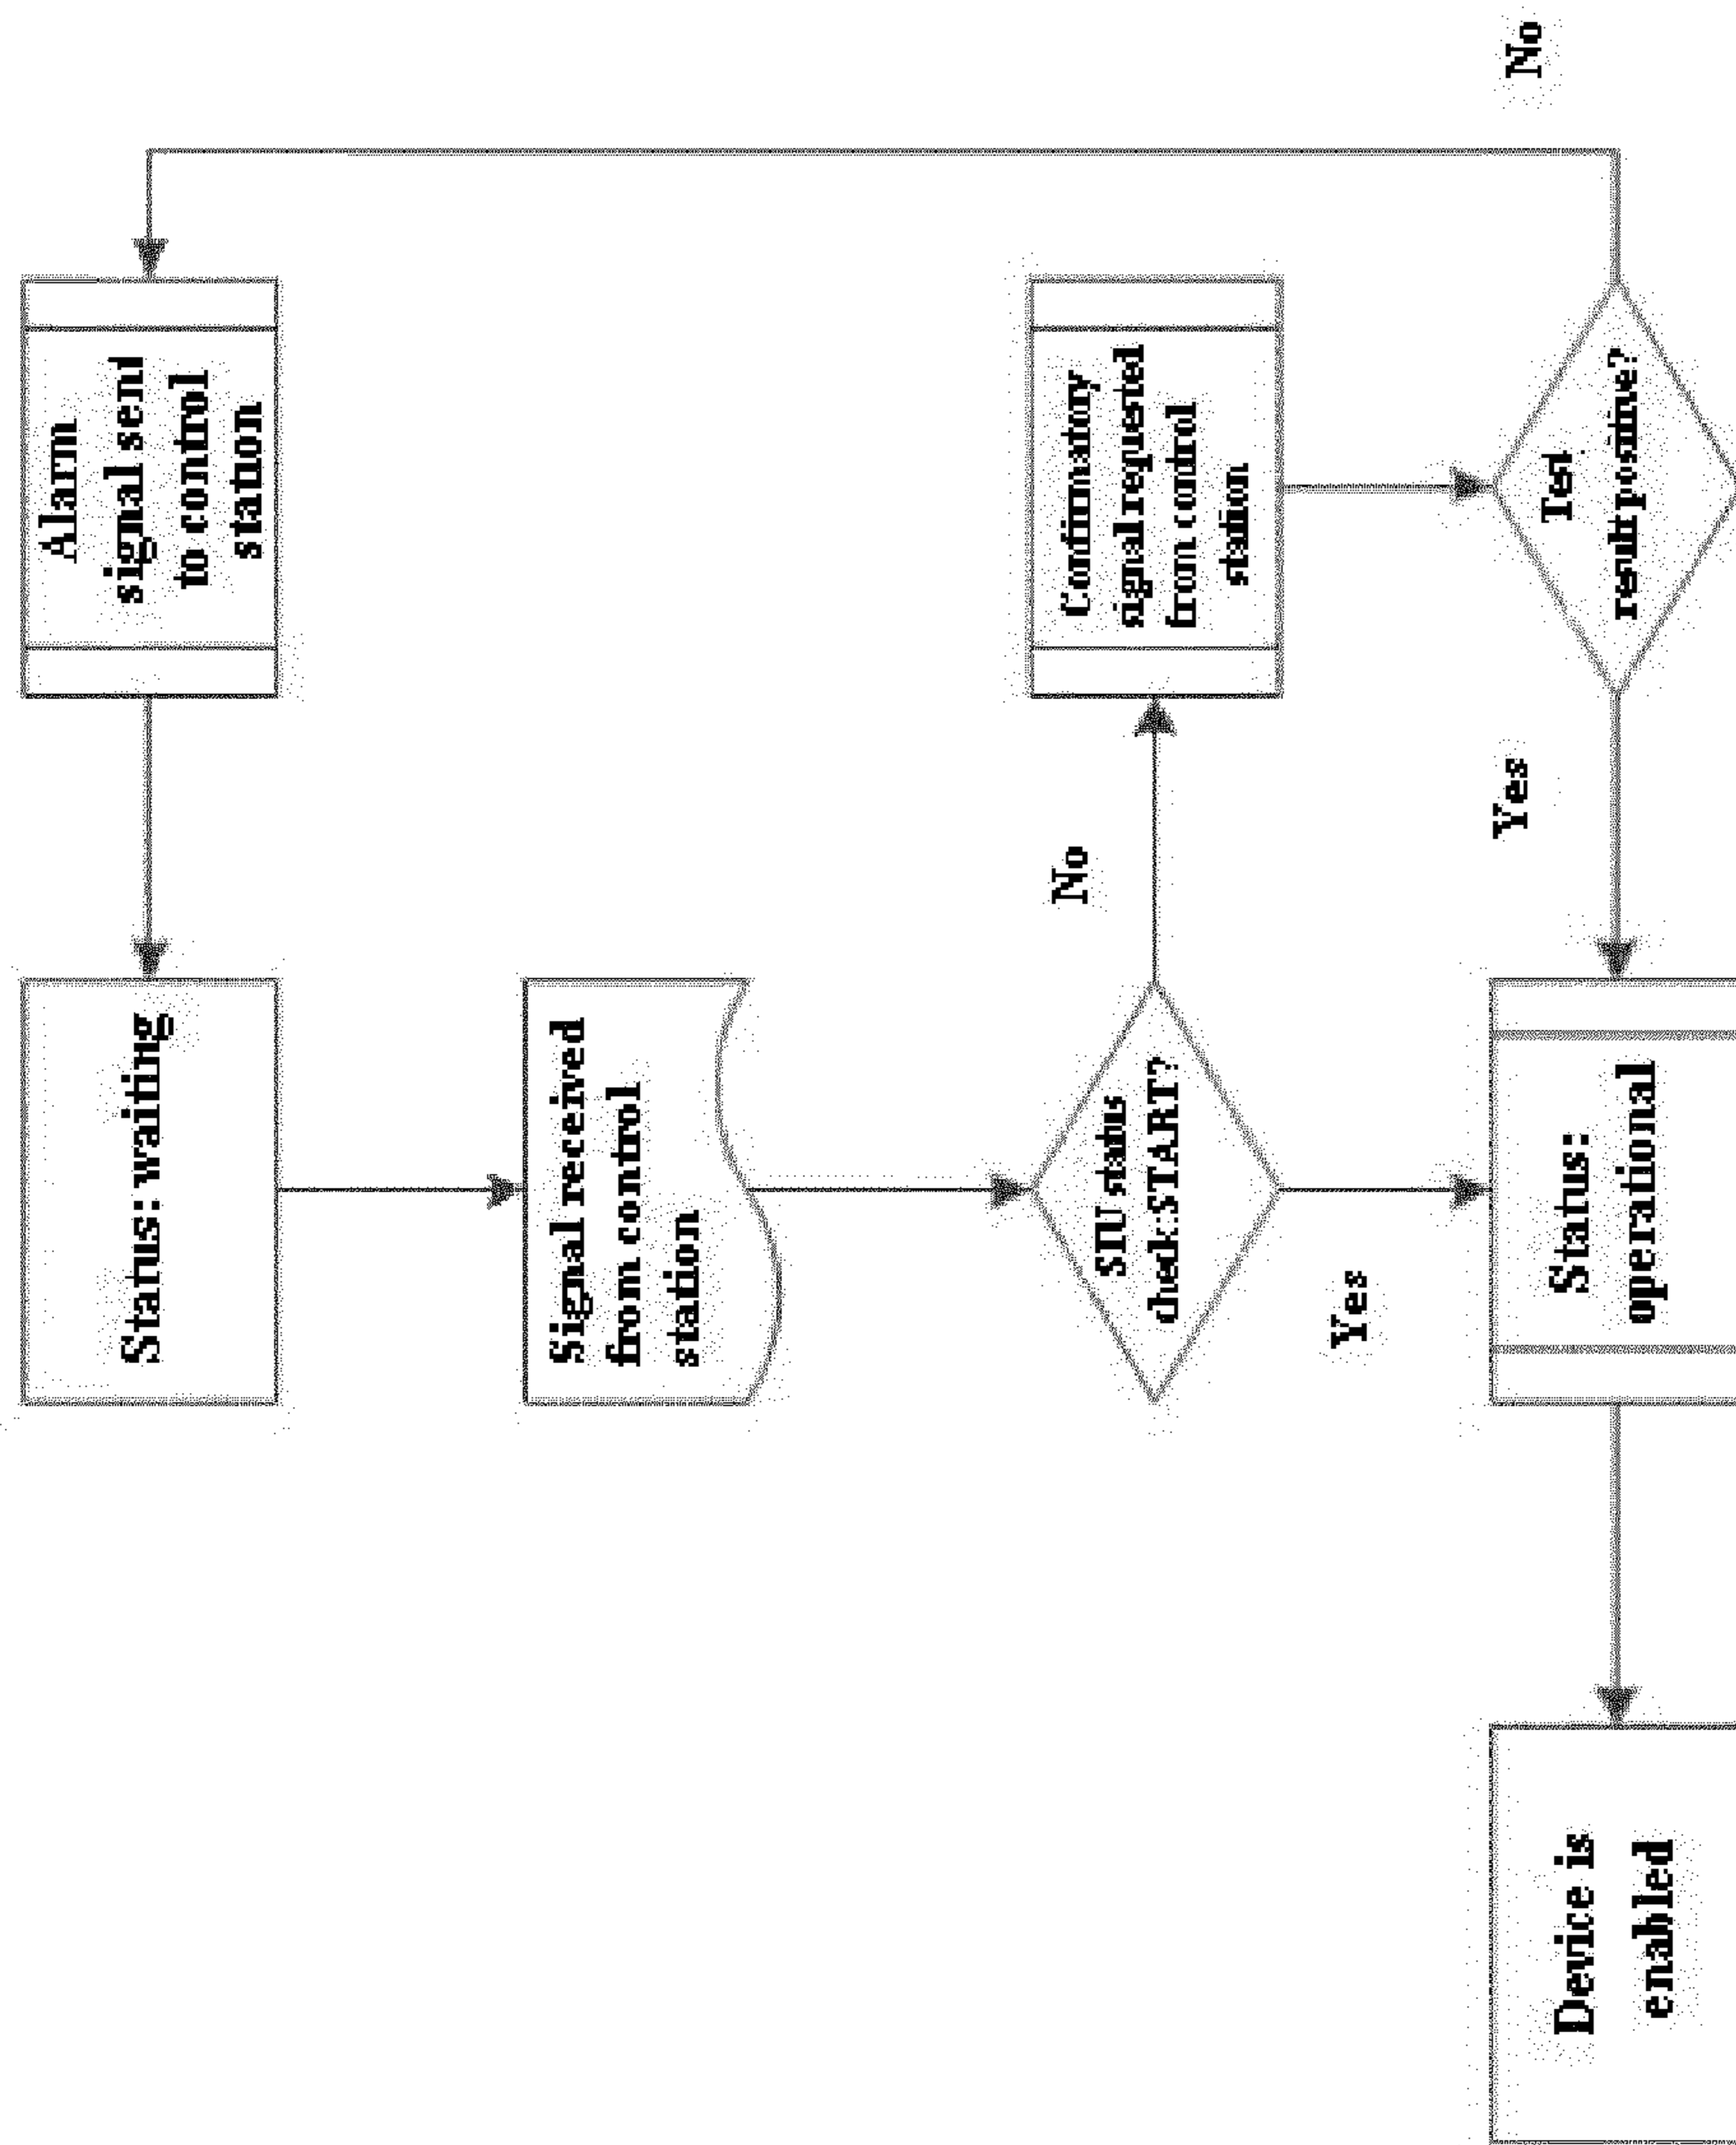 Alarm
signal send
to control
station
Status: waiting
Signal received
from control
station
STU status
check:START?
No
Confirmatory
signal requested
from control
station
Test
result positive?
No
Yes
Yes
Status:
operational
Device is
enabled